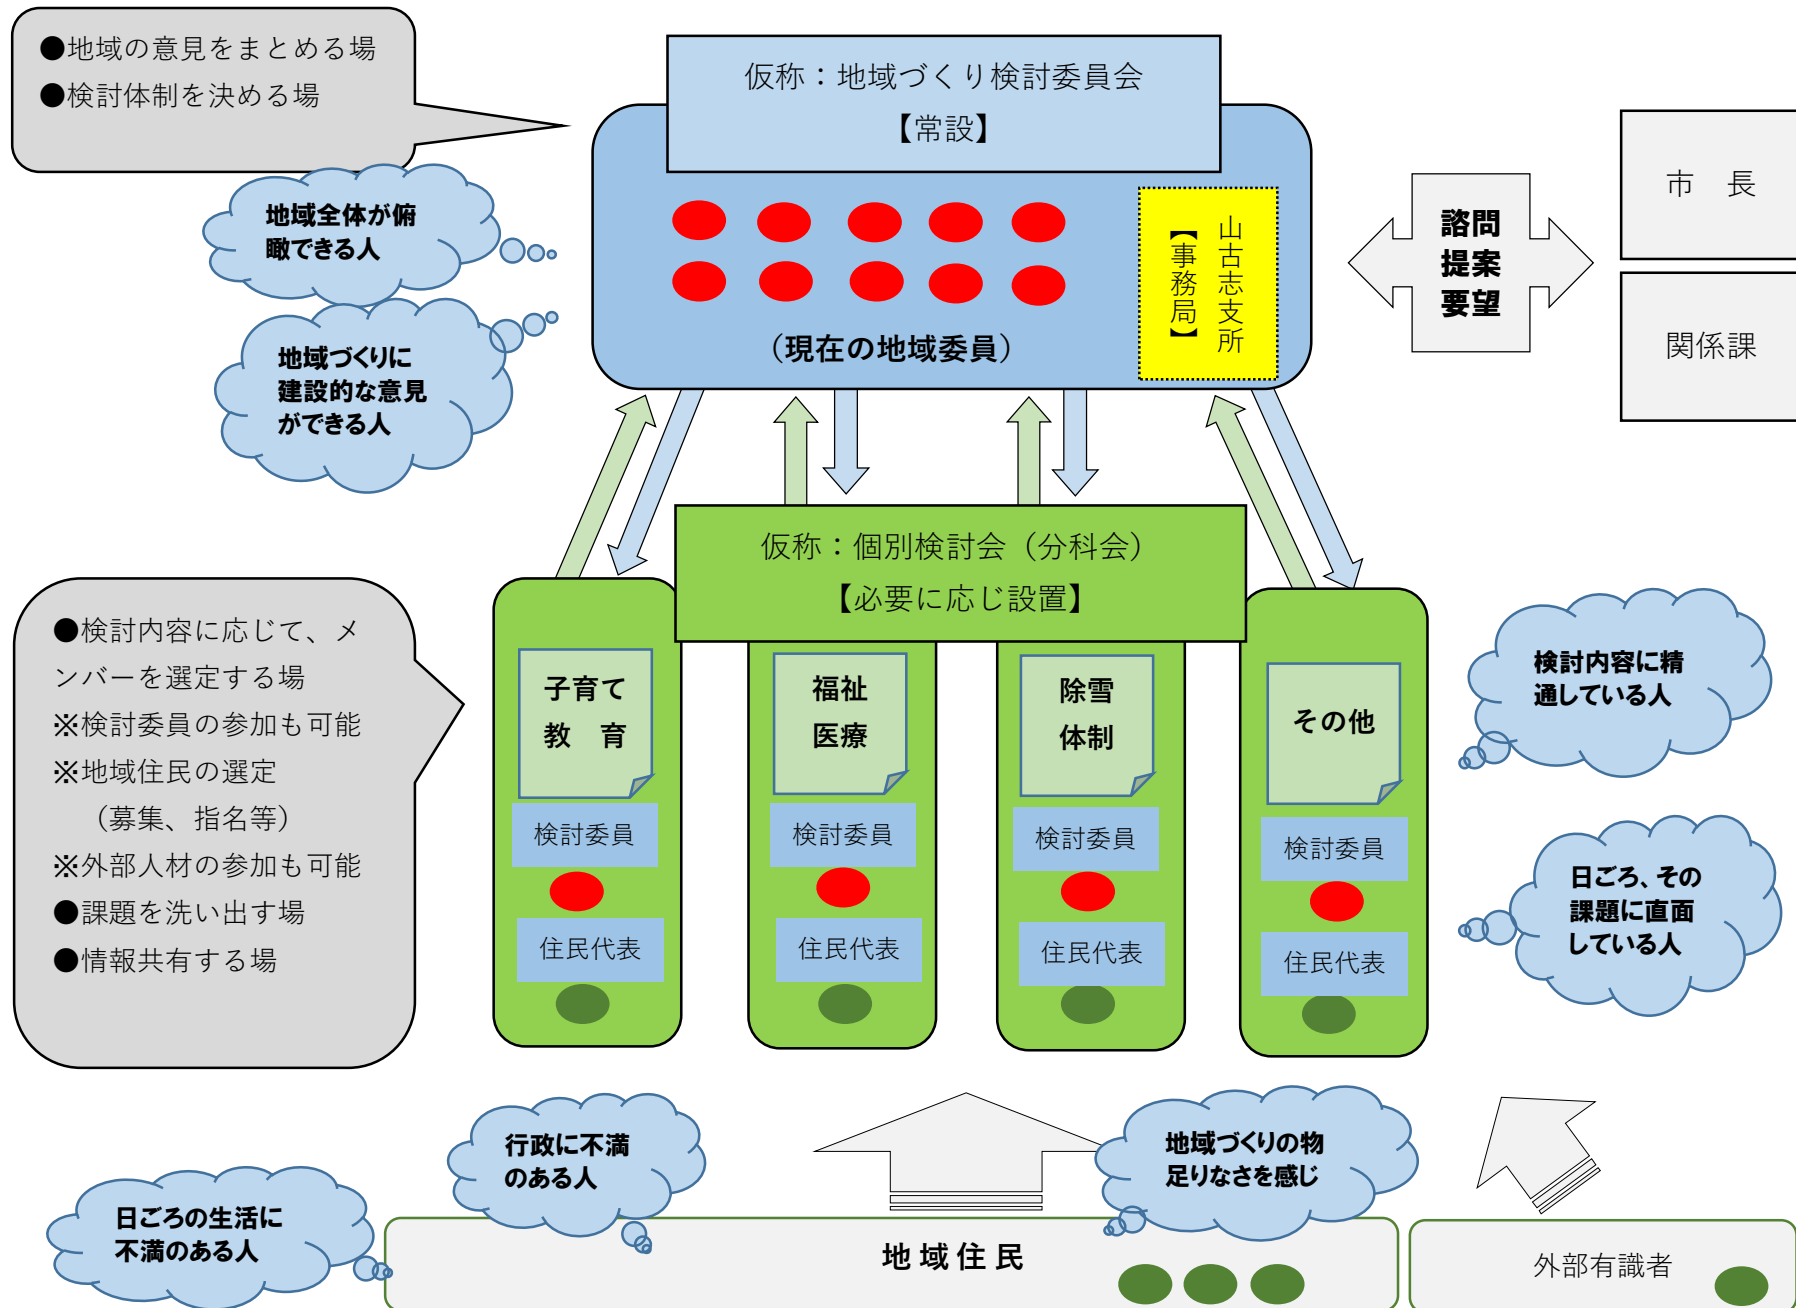 ●地域の意見をまとめる場
●検討体制を決める場
仮称：地域づくり検討委員会
【常設】
地域全体が俯
瞰できる人
地域づくりに
建設的な意見
ができる人
（現在の地域委員）
山古志支所
【事務局】
諮問
提案
要望
市　長
関係課
仮称：個別検討会（分科会）
【必要に応じ設置】
●検討内容に応じて、メ
ンバーを選定する場
※検討委員の参加も可能
※地域住民の選定
（募集、指名等）
※外部人材の参加も可能
●課題を洗い出す場
●情報共有する場
子育て
教　育
検討委員
住民代表
福祉
医療
検討委員
住民代表
除雪
体制
検討委員
住民代表
その他
検討委員
住民代表
検討内容に精
通している人
日ごろ、その
課題に直面
している人
行政に不満
のある人
地域づくりの物
足りなさを感じ
日ごろの生活に
不満のある人
地域住民
外部有識者